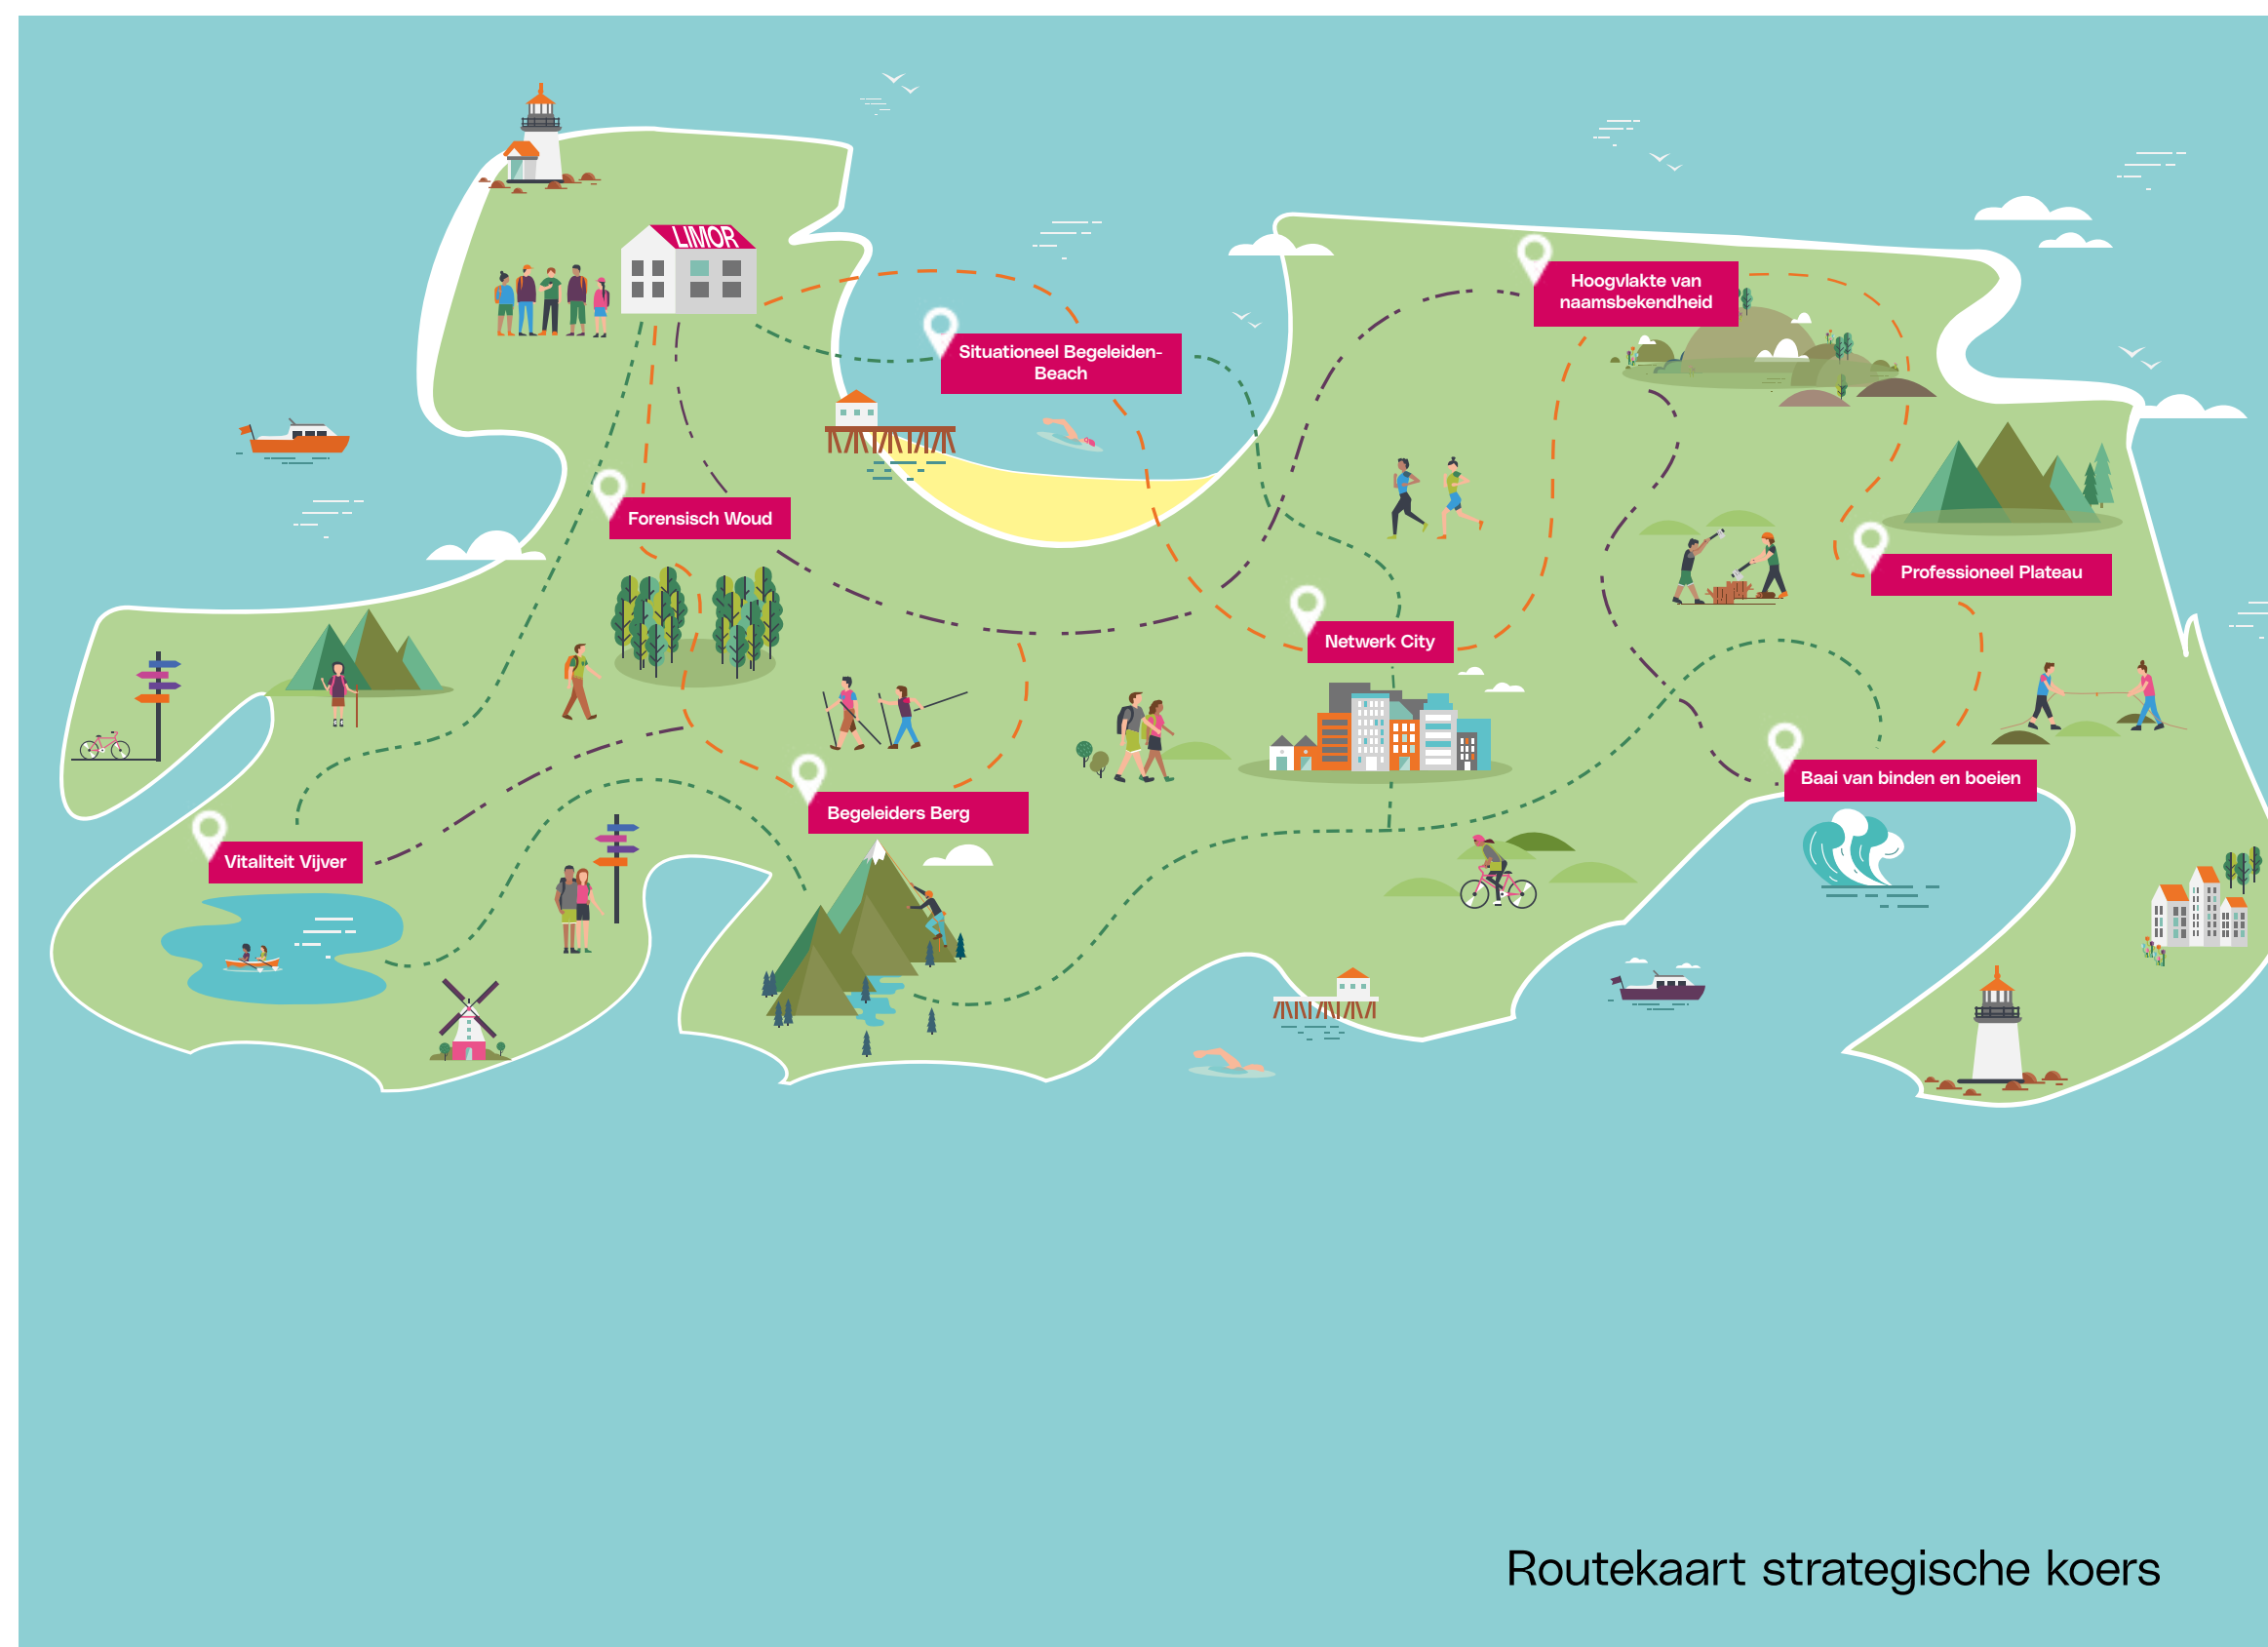 LIMOR
Hoogvlakte van
naamsbekendheid
Situationeel Begeleiden-
Beach
Forensisch Woud
Professioneel Plateau
Netwerk City
Baai van binden en boeien
Begeleiders Berg
Vitaliteit Vijver
Routekaart strategische koers